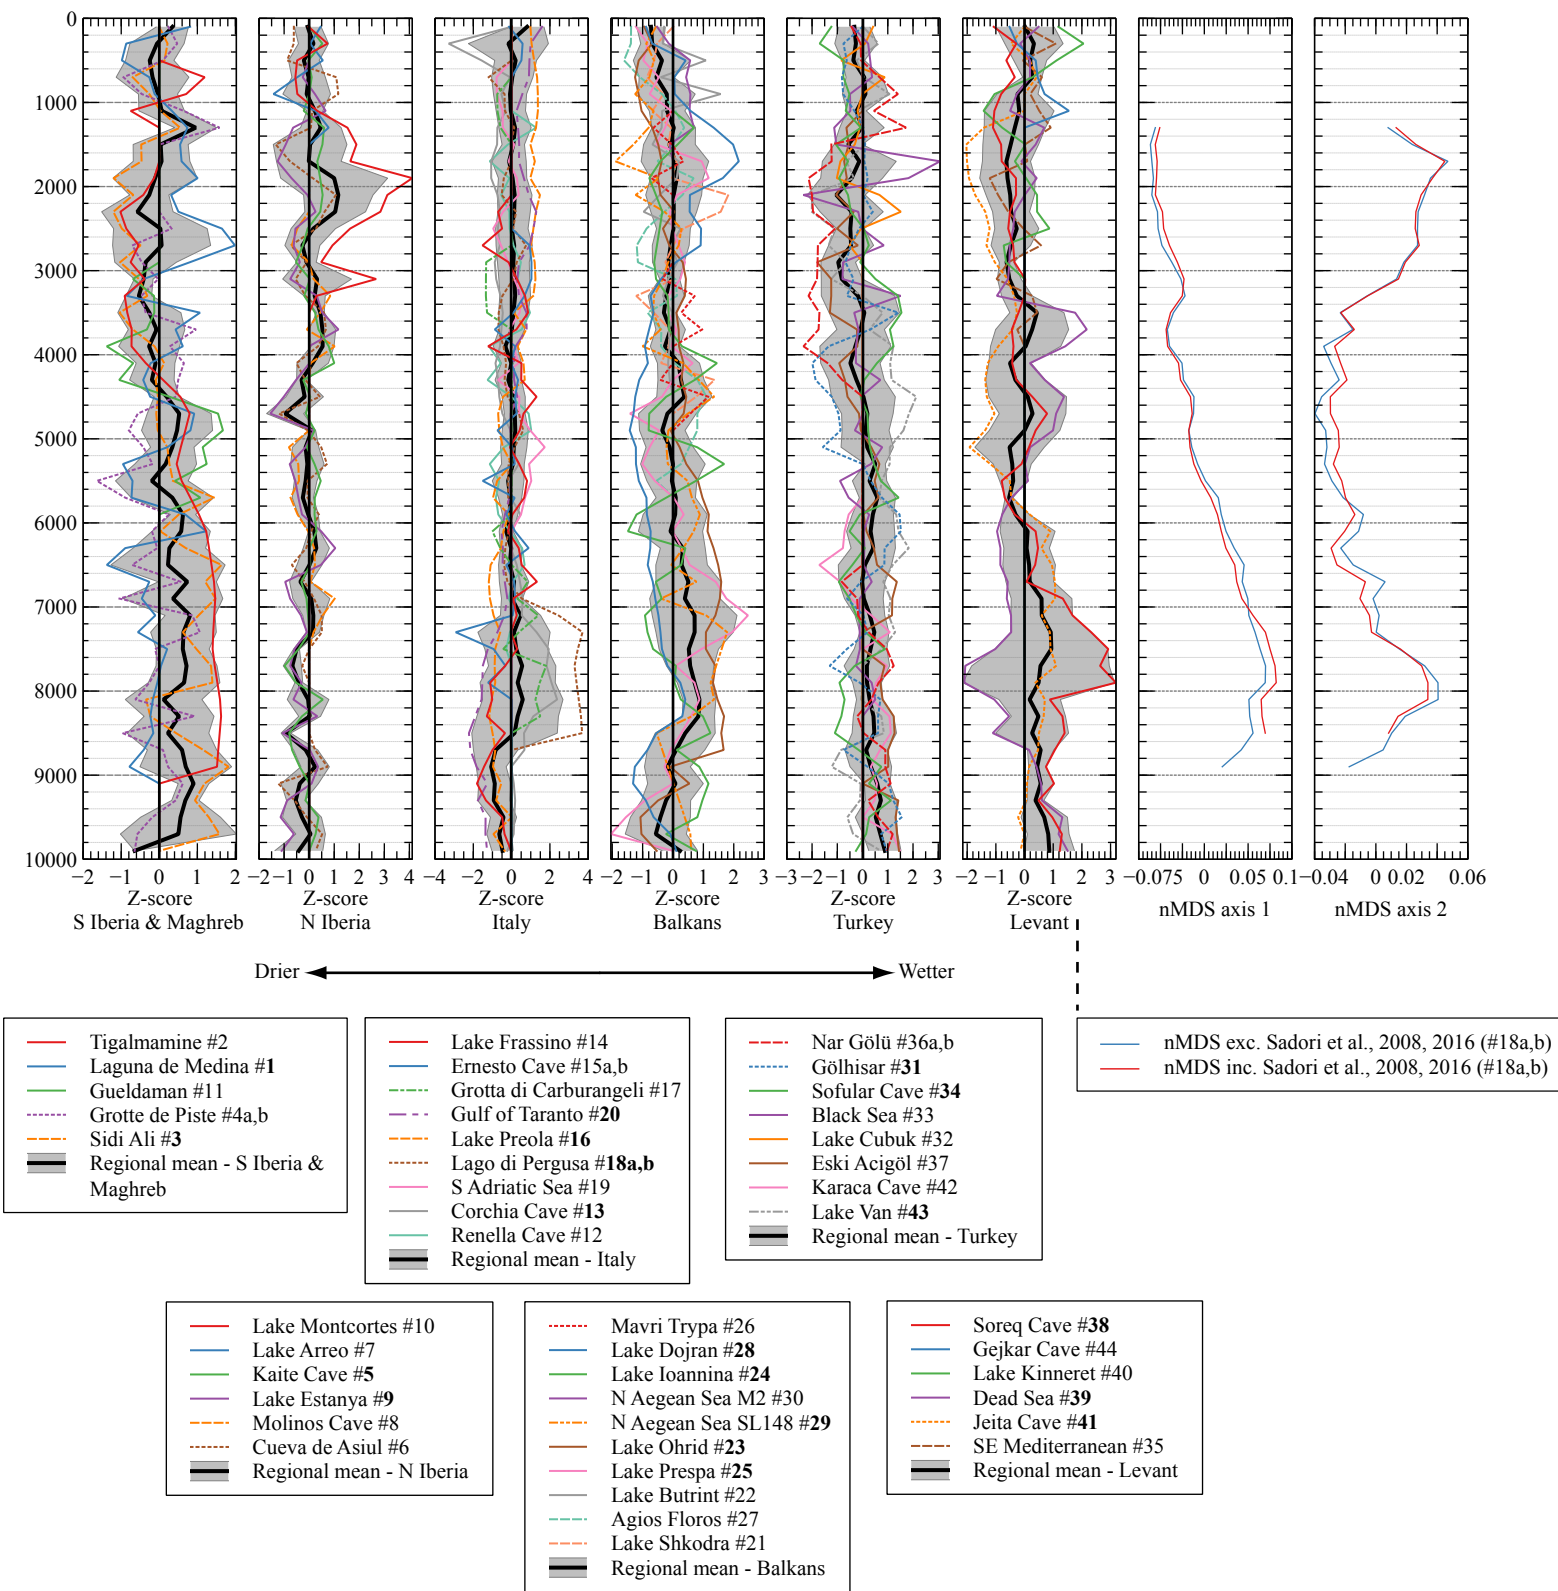 0
1000
2000
3000
4000
5000
6000
7000
8000
9000
10000
−2 −1 0 1 2
Z-score
S Iberia & Maghreb
−2 −1 0 1 2 3 4
Z-score
N Iberia
−4 −2 0 2 4
Z-score
Italy
−2 −1 0 1 2 3
Z-score
Balkans
−3 −2 −1 0 1 2 3
Z-score
Turkey
−2 −1 0 1 2 3
Z-score
Levant
−0.075 0 0.05 0.1
nMDS axis 1
−0.04 0 0.02 0.06
nMDS axis 2
Drier Wetter
Tigalmamine #2
Laguna de Medina #1
Gueldaman #11
Grotte de Piste #4a,b
Sidi Ali #3
Regional mean - S Iberia &
Maghreb
Lake Frassino #14
Ernesto Cave #15a,b
Grotta di Carburangeli #17
Gulf of Taranto #20
Lake Preola #16
Lago di Pergusa #18a,b
S Adriatic Sea #19
Corchia Cave #13
Renella Cave #12
Regional mean - Italy
Nar Gölü #36a,b
Gölhisar #31
Sofular Cave #34
Black Sea #33
Lake Cubuk #32
Eski Acigöl #37
Karaca Cave #42
Lake Van #43
Regional mean - Turkey
nMDS exc. Sadori et al., 2008, 2016 (#18a,b)
nMDS inc. Sadori et al., 2008, 2016 (#18a,b)
Lake Montcortes #10
Lake Arreo #7
Kaite Cave #5
Lake Estanya #9
Molinos Cave #8
Cueva de Asiul #6
Regional mean - N Iberia
Mavri Trypa #26
Lake Dojran #28
Lake Ioannina #24
N Aegean Sea M2 #30
N Aegean Sea SL148 #29
Lake Ohrid #23
Lake Prespa #25
Lake Butrint #22
Agios Floros #27
Lake Shkodra #21
Regional mean - Balkans
Soreq Cave #38
Gejkar Cave #44
Lake Kinneret #40
Dead Sea #39
Jeita Cave #41
SE Mediterranean #35
Regional mean - Levant